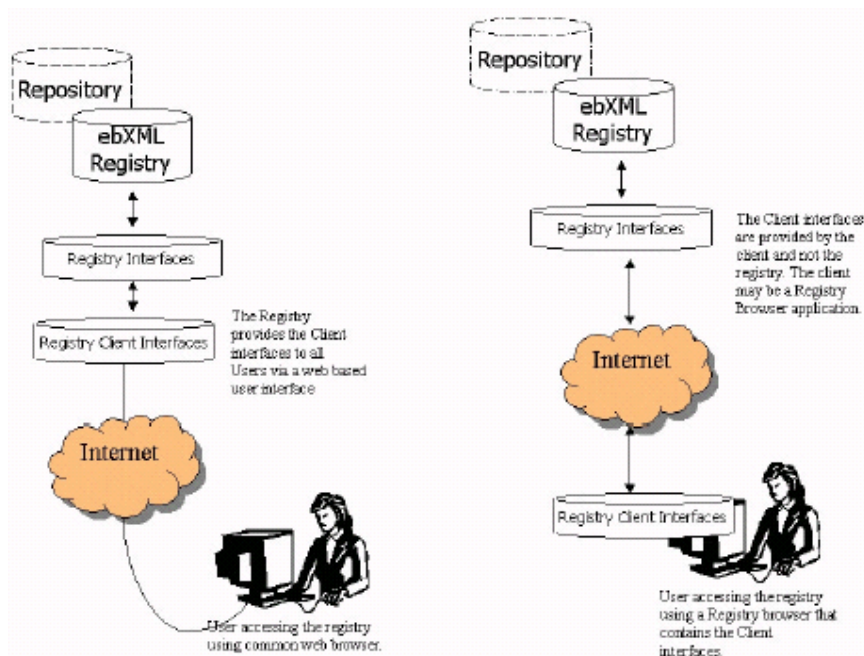 Repository
ebXML
Registry
Registry Interfaces
Registry Client Interfaces
The Registry
provides the Client
interfaces to all
Users via a web based
user interface
Internet
User accessing the registry
using common web browser.
Repository
ebXML
Registry
Registry Interfaces
The Client interfaces
are provided by the
client and not the
registry. The client
may be a Registry
Browser application.
Internet
Registry Client Interfaces
User accessing the registry
using a Registry browser that
contains the Client
interfaces.